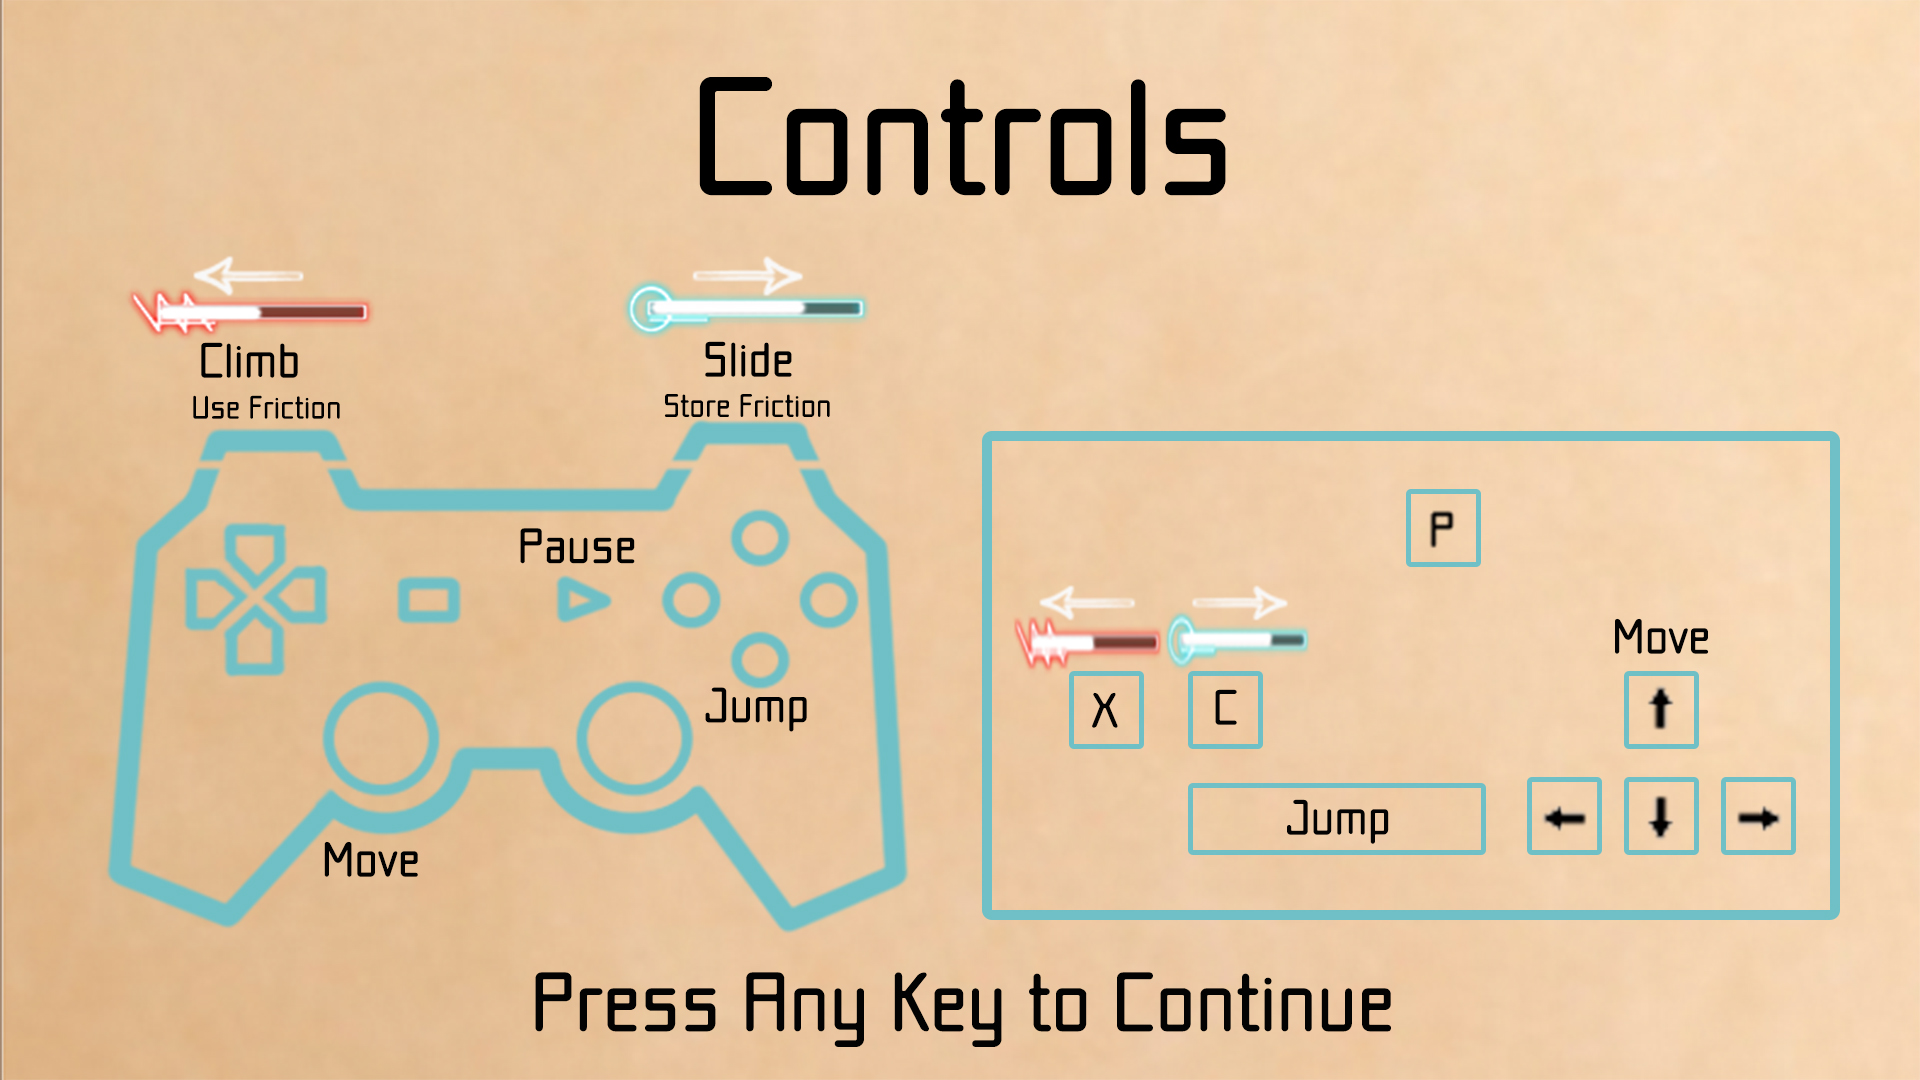 Controls
Climb
Use Friction
Slide
Store Friction
Pause
Jump
Move
P
X
C
Move
Jump
Press Any Key to Continue